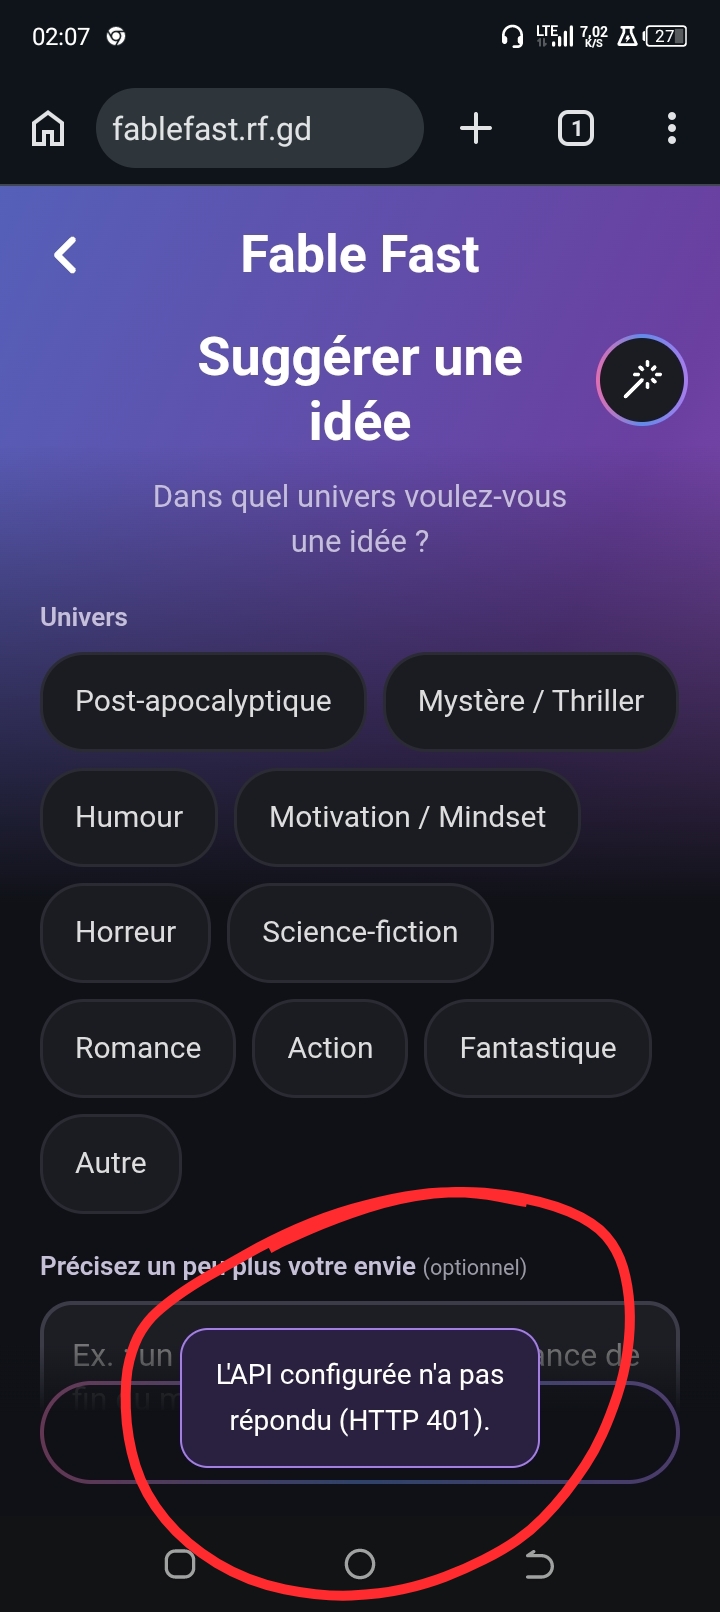 02:07
LTE
7,02
K/S
27
fablefast.rf.gd
1
Fable Fast
Suggérer une
idée
Dans quel univers voulez-vous
une idée ?
Univers
Post-apocalyptique
Mystère / Thriller
Humour
Motivation / Mindset
Horreur
Science-fiction
Romance
Action
Fantastique
Autre
Précisez un peu plus votre envie (optionnel)
Ex. : un
de
L'API configurée n'a pas
répondu (HTTP 401).